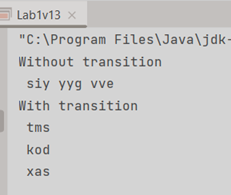 Lab1v13
"C:\Program Files\Java\jdk-
Without transition
siy yyg vve
With transition
tms
kod
xas